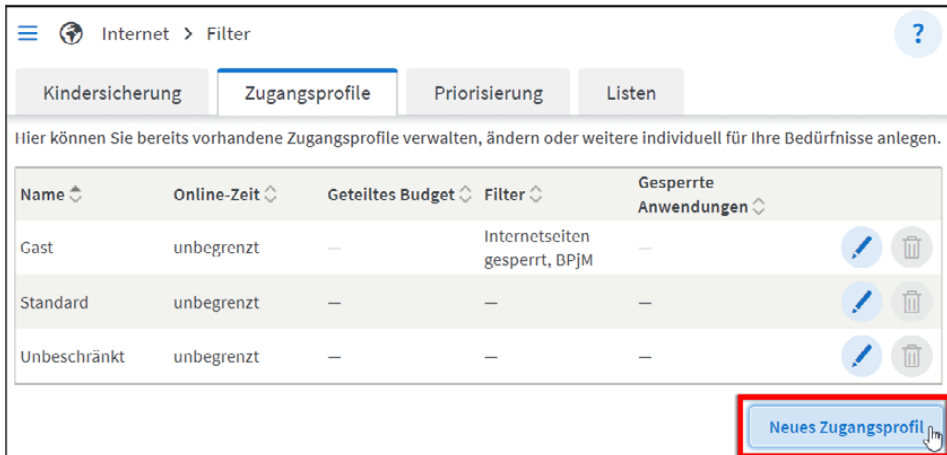 Internet > Filter ?
Kindersicherung Zugangsprofile Priorisierung Listen
Hier können Sie bereits vorhandene Zugangsprofile verwalten, ändern oder weitere individuell für Ihre Bedürfnisse anlegen.
Name Online-Zeit Geteiltes Budget Filter Gesperrte Anwendungen
Gast unbegrenzt — Internetseiten gesperrt, BPjM —
Standard unbegrenzt — — —
Unbeschränkt unbegrenzt — — —
Neues Zugangsprofil